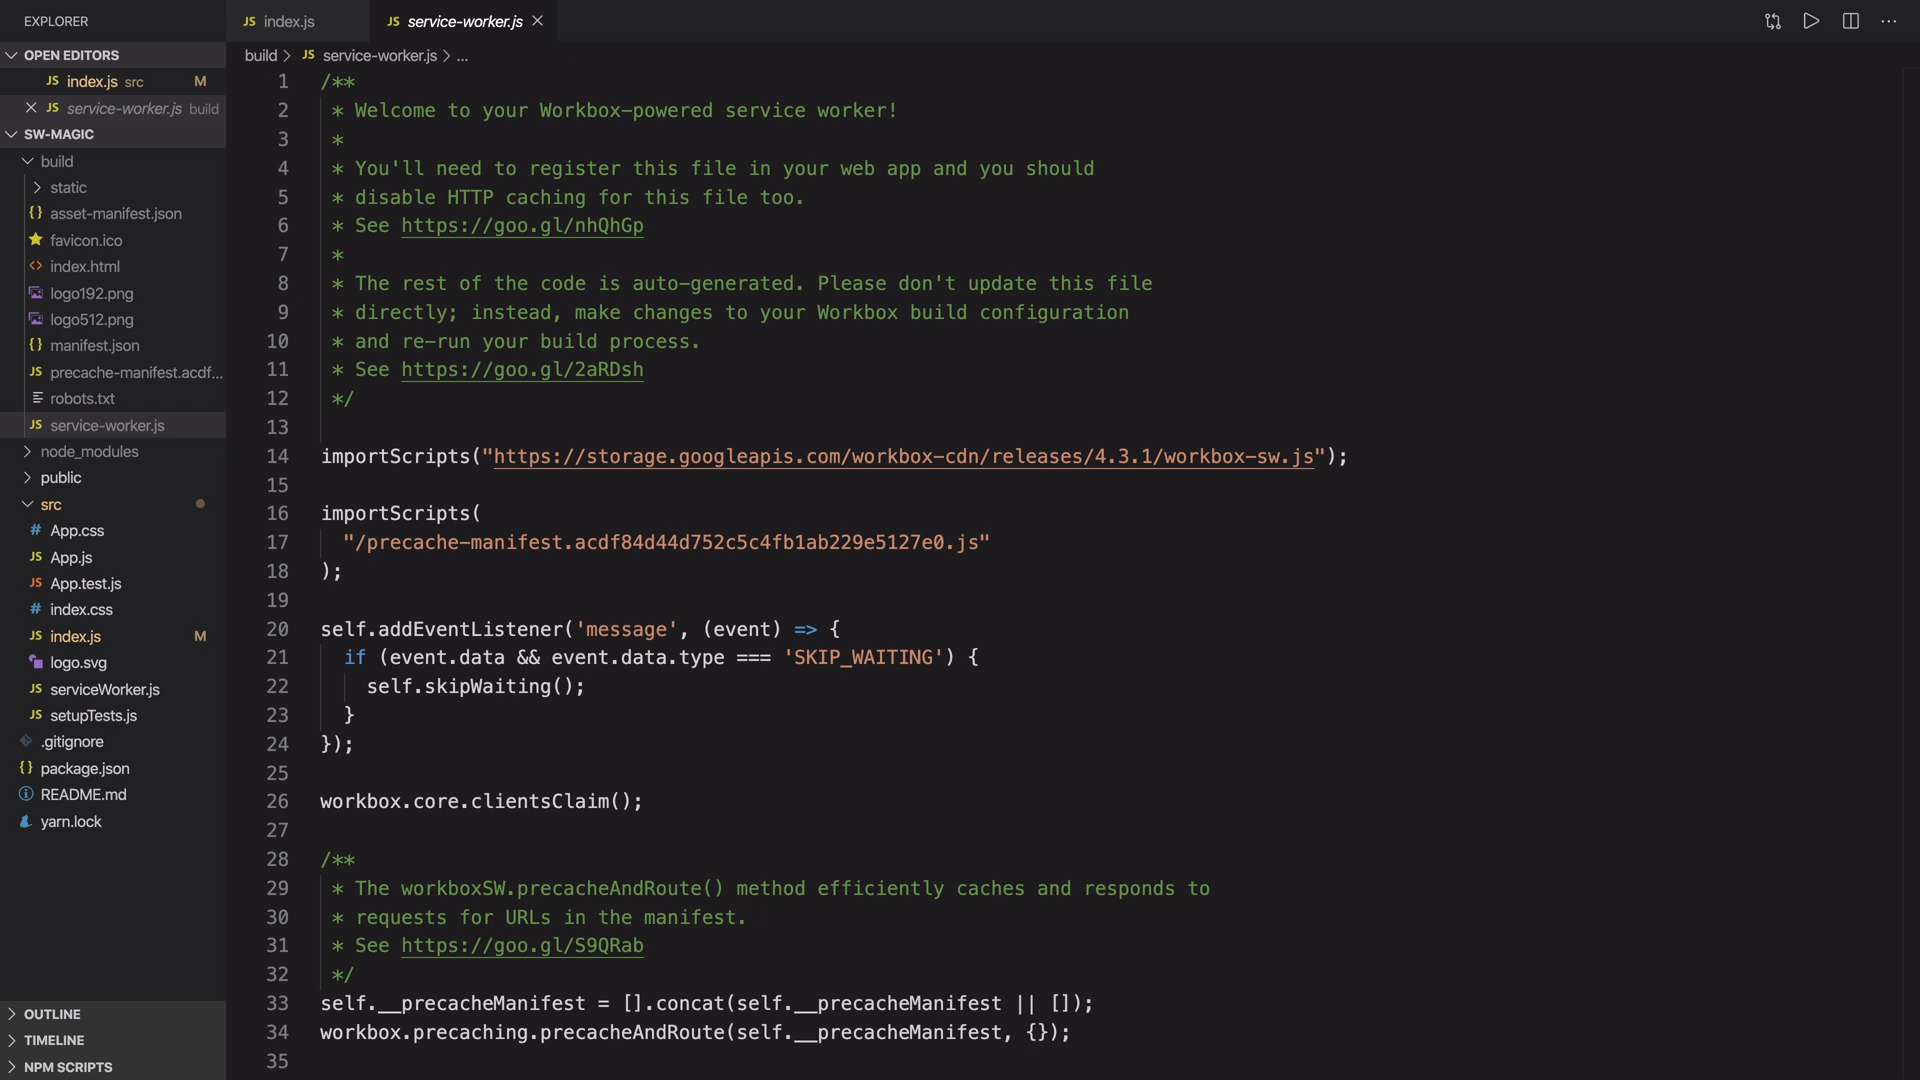 EXPLORER
OPEN EDITORS
JS index.js src M
JS service-worker.js build
SW-MAGIC
build
static
{} asset-manifest.json
favicon.ico
<> index.html
logo192.png
logo512.png
{} manifest.json
JS precache-manifest.acdf...
robots.txt
JS service-worker.js
node_modules
public
src
# App.css
JS App.js
JS App.test.js
# index.css
JS index.js M
logo.svg
JS serviceWorker.js
JS setupTests.js
.gitignore
{} package.json
README.md
yarn.lock
OUTLINE
TIMELINE
NPM SCRIPTS
JS index.js
JS service-worker.js
build > JS service-worker.js > ...
1 /**
2 * Welcome to your Workbox-powered service worker!
3 *
4 * You'll need to register this file in your web app and you should
5 * disable HTTP caching for this file too.
6 * See https://goo.gl/nhQhGp
7 *
8 * The rest of the code is auto-generated. Please don't update this file
9 * directly; instead, make changes to your Workbox build configuration
10 * and re-run your build process.
11 * See https://goo.gl/2aRDsh
12 */
13
14 importScripts("https://storage.googleapis.com/workbox-cdn/releases/4.3.1/workbox-sw.js");
15
16 importScripts(
17 "/precache-manifest.acdf84d44d752c5c4fb1ab229e5127e0.js"
18 );
19
20 self.addEventListener('message', (event) => {
21 if (event.data && event.data.type === 'SKIP_WAITING') {
22 self.skipWaiting();
23 }
24 });
25
26 workbox.core.clientsClaim();
27
28 /**
29 * The workboxSW.precacheAndRoute() method efficiently caches and responds to
30 * requests for URLs in the manifest.
31 * See https://goo.gl/S9QRab
32 */
33 self.__precacheManifest = [].concat(self.__precacheManifest || []);
34 workbox.precaching.precacheAndRoute(self.__precacheManifest, {});
35